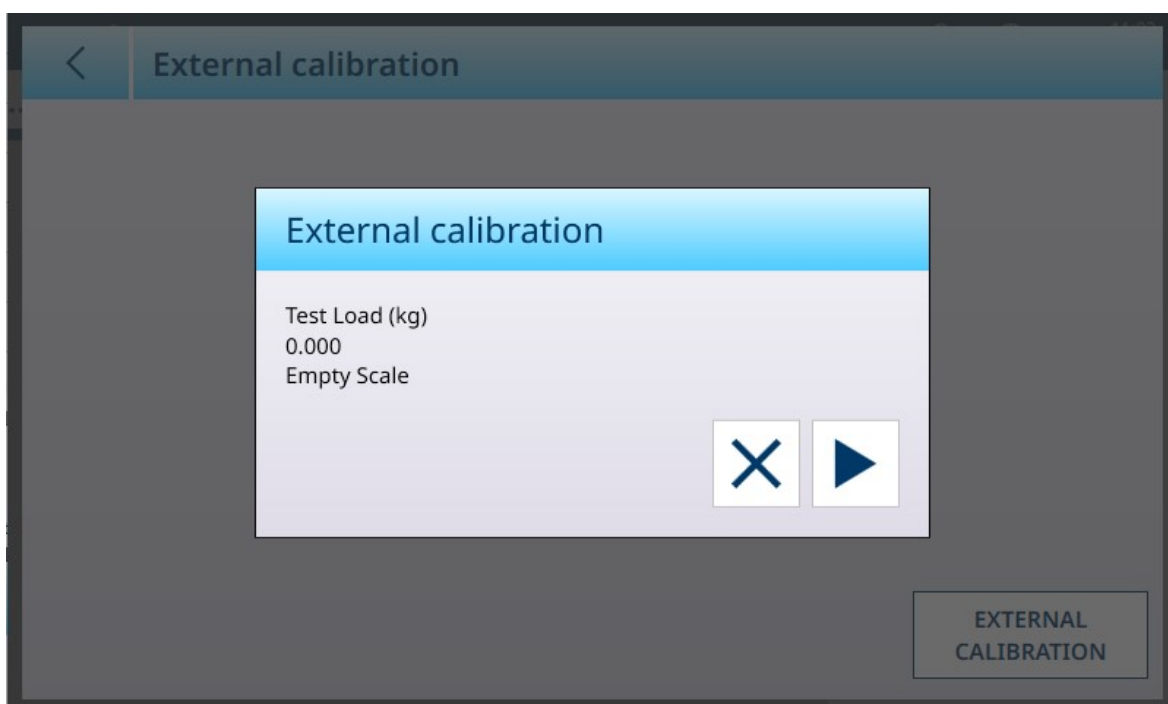 External calibration
External calibration
Test Load (kg)
0.000
Empty Scale
EXTERNAL
CALIBRATION